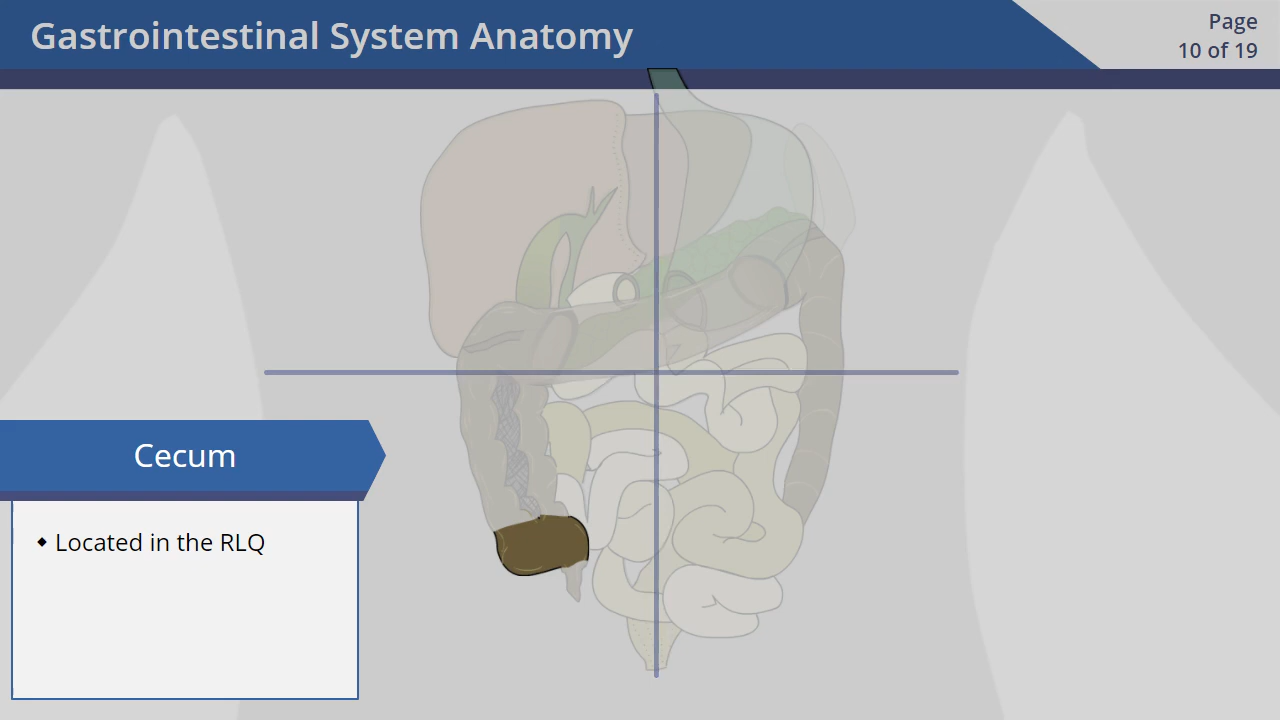 Gastrointestinal System Anatomy
Page
10 of 19
Cecum
◆ Located in the RLQ